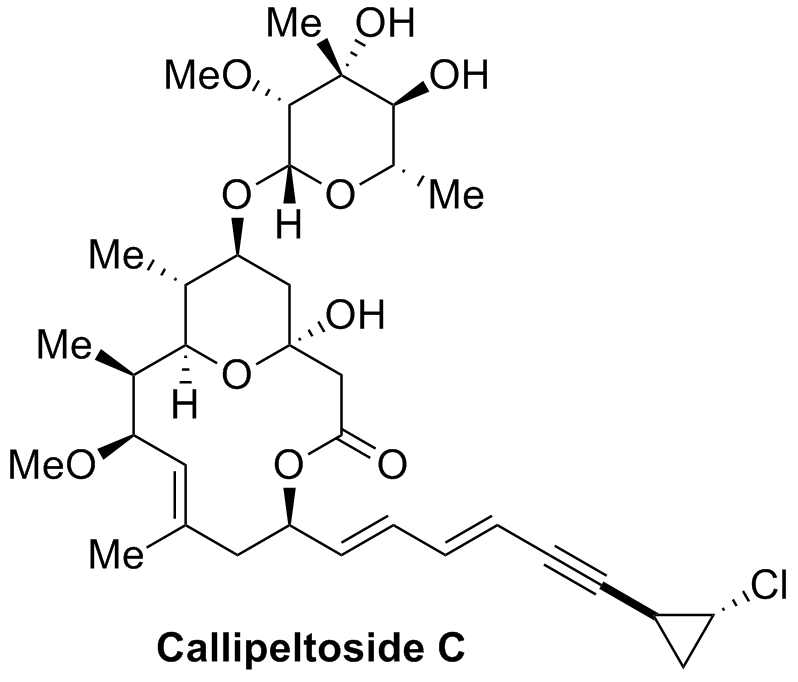 Me OH
MeO OH
O O Me
H
Me
OH
Me
O
H
MeO O O
Me
Cl
Callipeltoside C